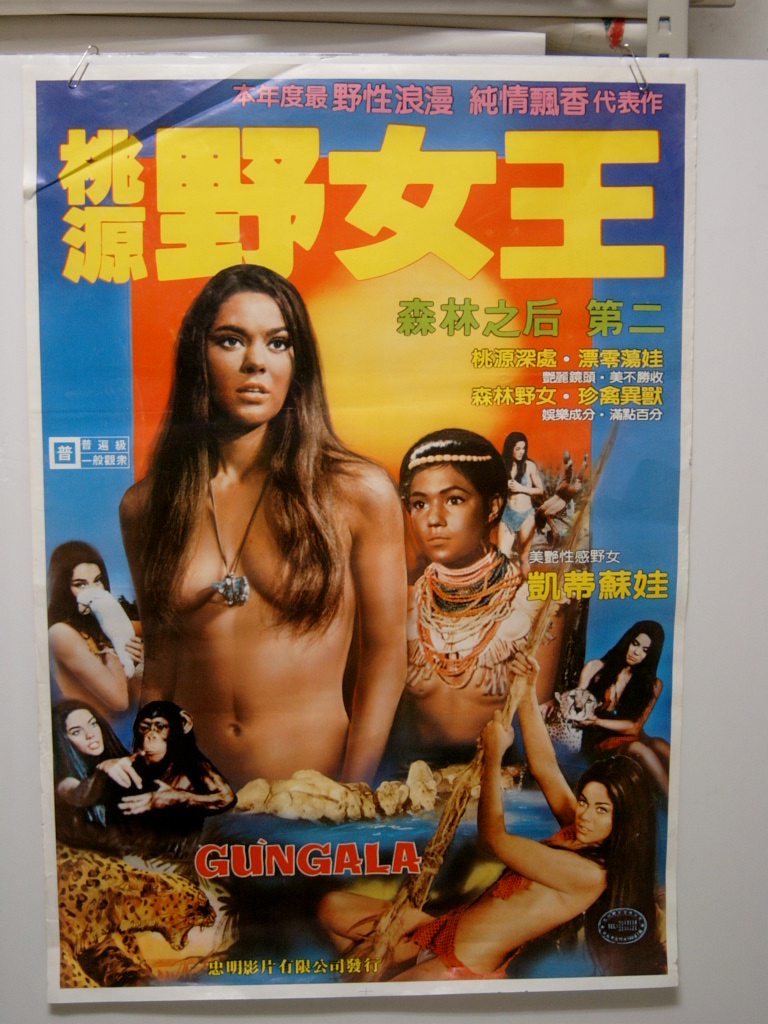 本年度最野性浪漫 純情飄香代表作
桃源野女王
森林之后 第二
桃源深處・漂零蕩娃
艷麗鏡頭・美不勝收
森林野女・珍禽異獸
娛樂成分・滿點百分
普 普遍級
一般觀衆
美艷性感野女
凱蒂蘇娃
GUNGALA
忠明影片有限公司發行